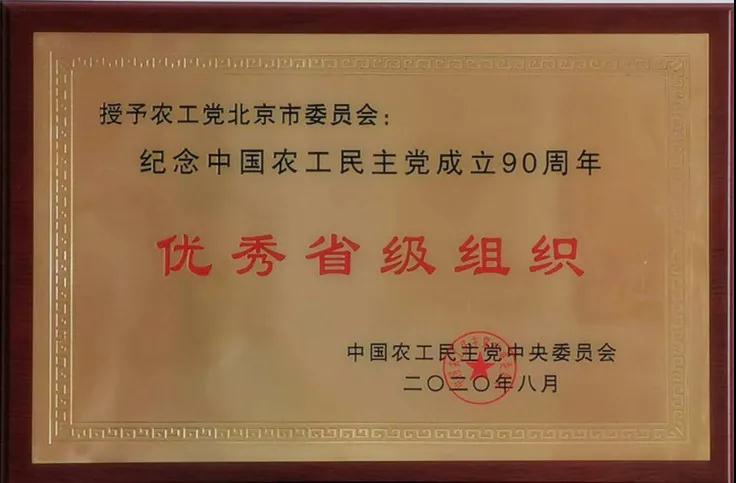 授予农工党北京市委员会：
纪念中国农工民主党成立90周年
优秀省级组织
中国农工民主党中央委员会
二〇二〇年八月